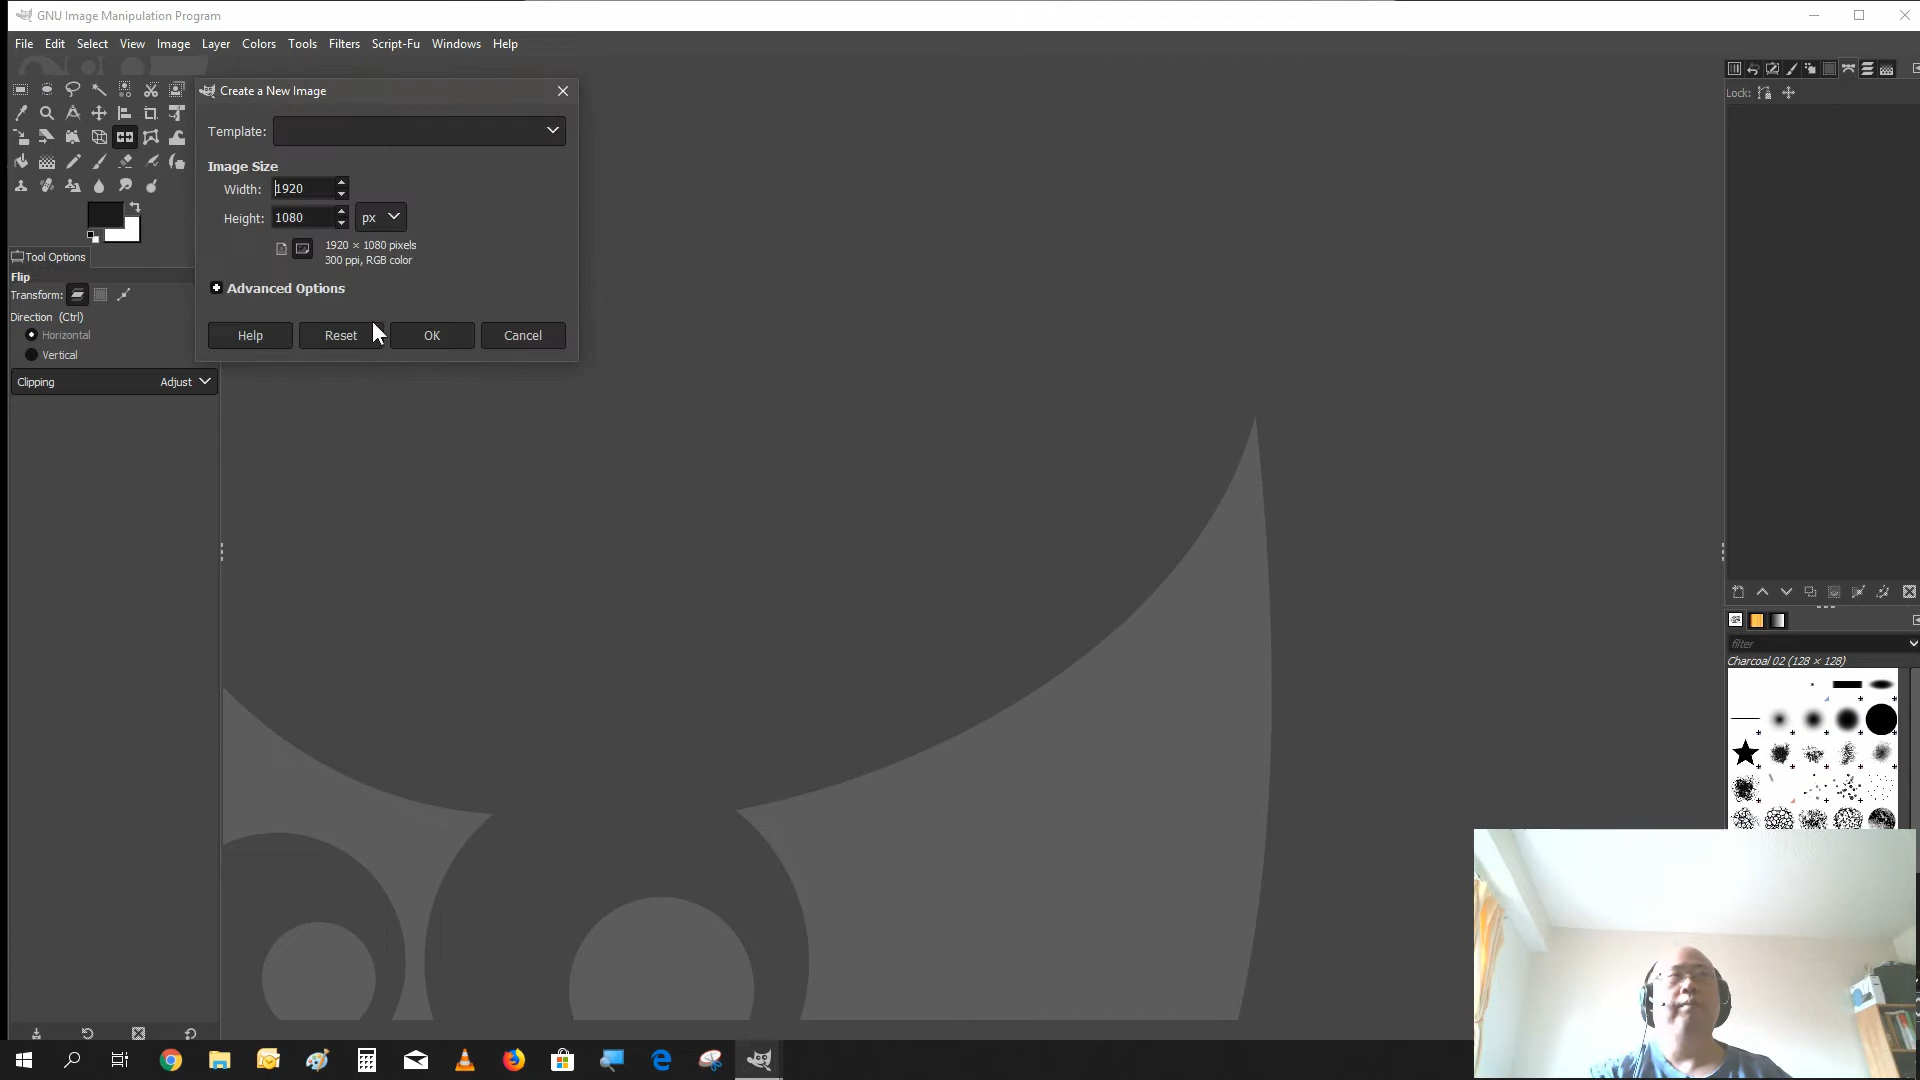 GNU Image Manipulation Program
File Edit Select View Image Layer Colors Tools Filters Script-Fu Windows Help
Create a New Image
Template:
Image Size
Width: 1920
Height: 1080 px
1920 × 1080 pixels
300 ppi, RGB color
Advanced Options
Help Reset OK Cancel
Tool Options
Flip
Transform:
Direction (Ctrl)
Horizontal
Vertical
Clipping Adjust
Lock:
filter
Charcoal 02 (128 × 128)